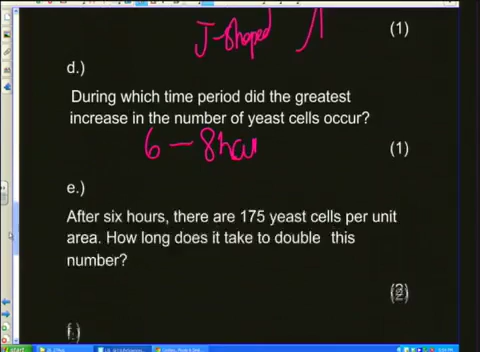 J-Shaped
(1)
d.)
During which time period did the greatest
increase in the number of yeast cells occur?
6 – 8
(1)
e.)
After six hours, there are 175 yeast cells per unit
area. How long does it take to double this
number?
start